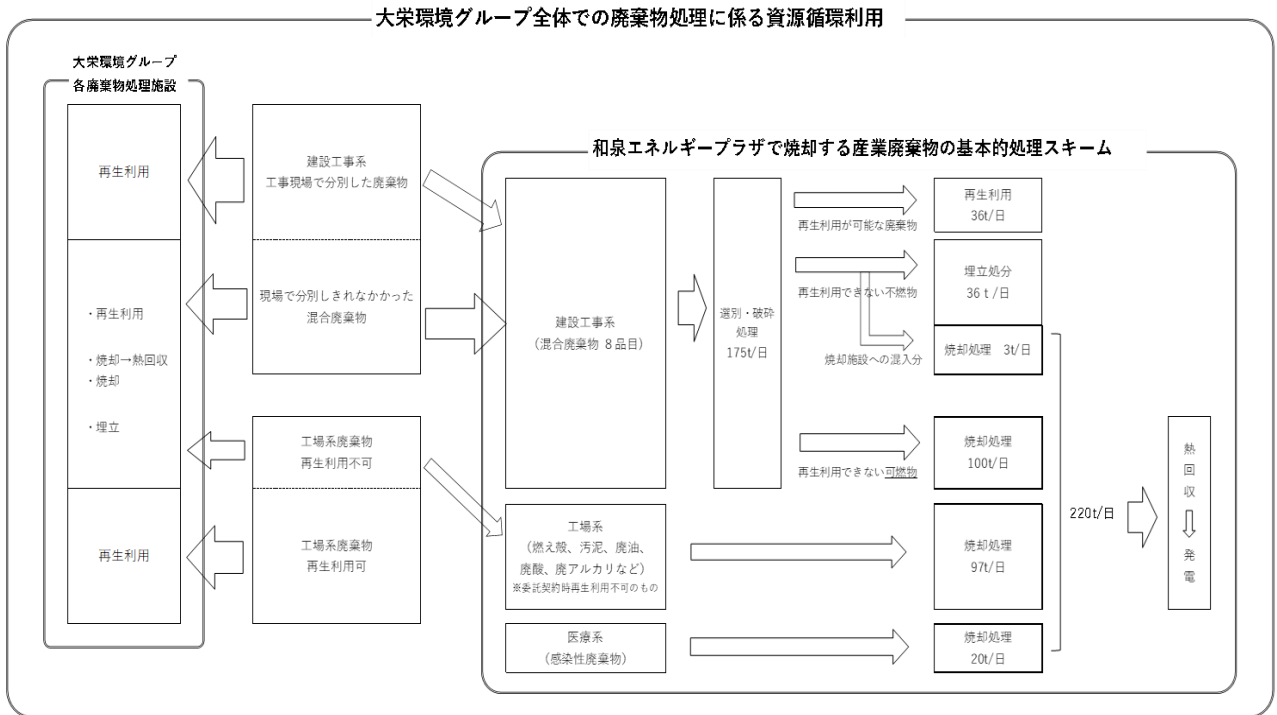 大栄環境グループ全体での廃棄物処理に係る資源循環利用
大栄環境グループ
各廃棄物処理施設
再生利用
・再生利用
・焼却→熱回収
・焼却
・埋立
再生利用
建設工事系
工事現場で分別した廃棄物
現場で分別しきれなかかった
混合廃棄物
工場系廃棄物
再生利用不可
工場系廃棄物
再生利用可
和泉エネルギープラザで焼却する産業廃棄物の基本的処理スキーム
建設工事系
(混合廃棄物 8品目)
選別・破砕
処理
175t/日
再生利用が可能な廃棄物
再生利用できない不燃物
焼却施設への混入分
再生利用できない可燃物
再生利用
36t/日
埋立処分
36t/日
焼却処理 3t/日
焼却処理
100t/日
工場系
(燃え殻、汚泥、廃油、
廃酸、廃アルカリなど)
※委託契約時再生利用不可のもの
焼却処理
97t/日
医療系
(感染性廃棄物)
焼却処理
20t/日
220t/日
熱回収
発電